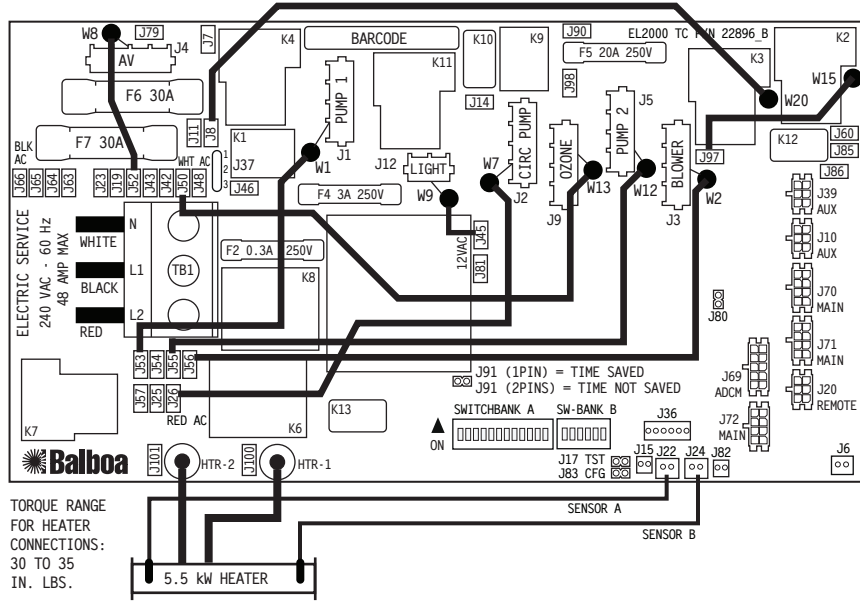 W8
J79
J4
AV
J7
K4
BARCODE
K10
K9
J90
EL2000 TC P/N 22896_B
K2
F5 20A 250V
K3
W15
F6 30A
PUMP 1
K11
J98
J5
W20
J14
PUMP 2
J11
J8
F7 30A
K1
CIRC PUMP
OZONE
BLOWER
K12
J60
J85
BLK
AC
WHT AC
1
2
3
J37
J1
J12
LIGHT
J97
J86
J66
J65
J64
J63
J23
J19
J52
J43
J42
J50
J48
J46
W1
W7
W13
W12
W2
F4 3A 250V
W9
J2
J9
J3
J39
AUX
ELECTRIC SERVICE
240 VAC - 60 Hz
48 AMP MAX
N
WHITE
L1
BLACK
L2
RED
TB1
F2 0.3A 250V
K8
12VAC
J45
J81
J10
AUX
J70
MAIN
J80
J71
MAIN
J53
J54
J55
J56
J57
J25
J26
RED AC
J91 (1PIN) = TIME SAVED
J91 (2PINS) = TIME NOT SAVED
J69
ADCM
J20
REMOTE
K7
K6
K13
ON
SWITCHBANK A
SW-BANK B
J36
J72
MAIN
Balboa
J101
HTR-2
J100
HTR-1
J17 TST
J83 CFG
J15
J22
J24
J82
J6
SENSOR A
SENSOR B
TORQUE RANGE
FOR HEATER
CONNECTIONS:
30 TO 35
IN. LBS.
5.5 kW HEATER